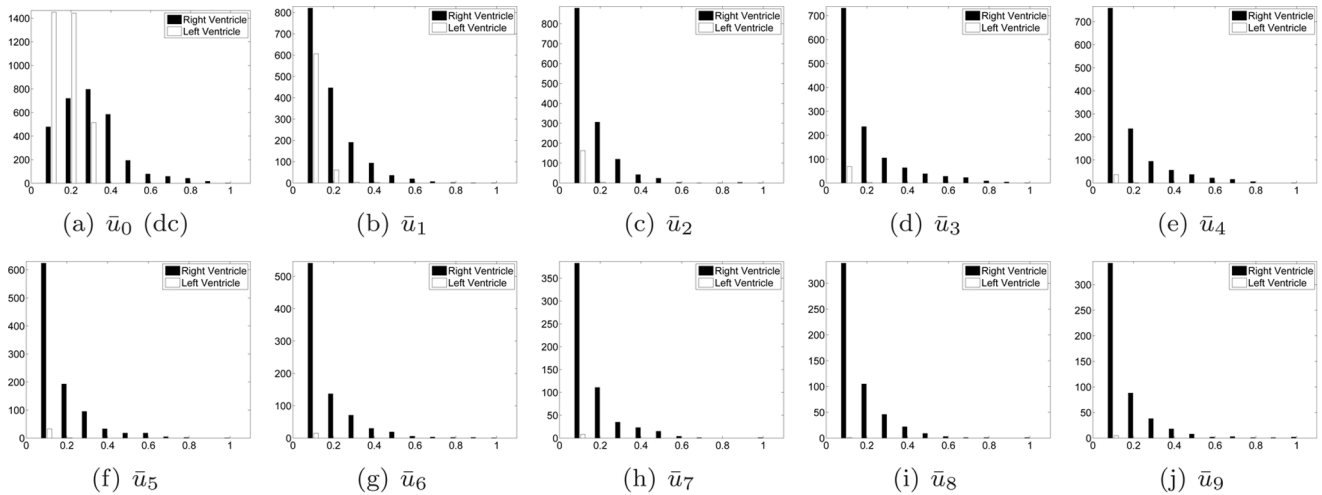 1400
1200
1000
800
600
400
200
0
0 0.2 0.4 0.6 0.8 1
Right Ventricle
Left Ventricle
(a) ū₀ (dc)
800
700
600
500
400
300
200
100
0
0 0.2 0.4 0.6 0.8 1
Right Ventricle
Left Ventricle
(b) ū₁
800
700
600
500
400
300
200
100
0
0 0.2 0.4 0.6 0.8 1
Right Ventricle
Left Ventricle
(c) ū₂
700
600
500
400
300
200
100
0
0 0.2 0.4 0.6 0.8 1
Right Ventricle
Left Ventricle
(d) ū₃
700
600
500
400
300
200
100
0
0 0.2 0.4 0.6 0.8 1
Right Ventricle
Left Ventricle
(e) ū₄
600
500
400
300
200
100
0
0 0.2 0.4 0.6 0.8 1
Right Ventricle
Left Ventricle
(f) ū₅
500
400
300
200
100
0
0 0.2 0.4 0.6 0.8 1
Right Ventricle
Left Ventricle
(g) ū₆
350
300
250
200
150
100
50
0
0 0.2 0.4 0.6 0.8 1
Right Ventricle
Left Ventricle
(h) ū₇
300
250
200
150
100
50
0
0 0.2 0.4 0.6 0.8 1
Right Ventricle
Left Ventricle
(i) ū₈
300
250
200
150
100
50
0
0 0.2 0.4 0.6 0.8 1
Right Ventricle
Left Ventricle
(j) ū₉